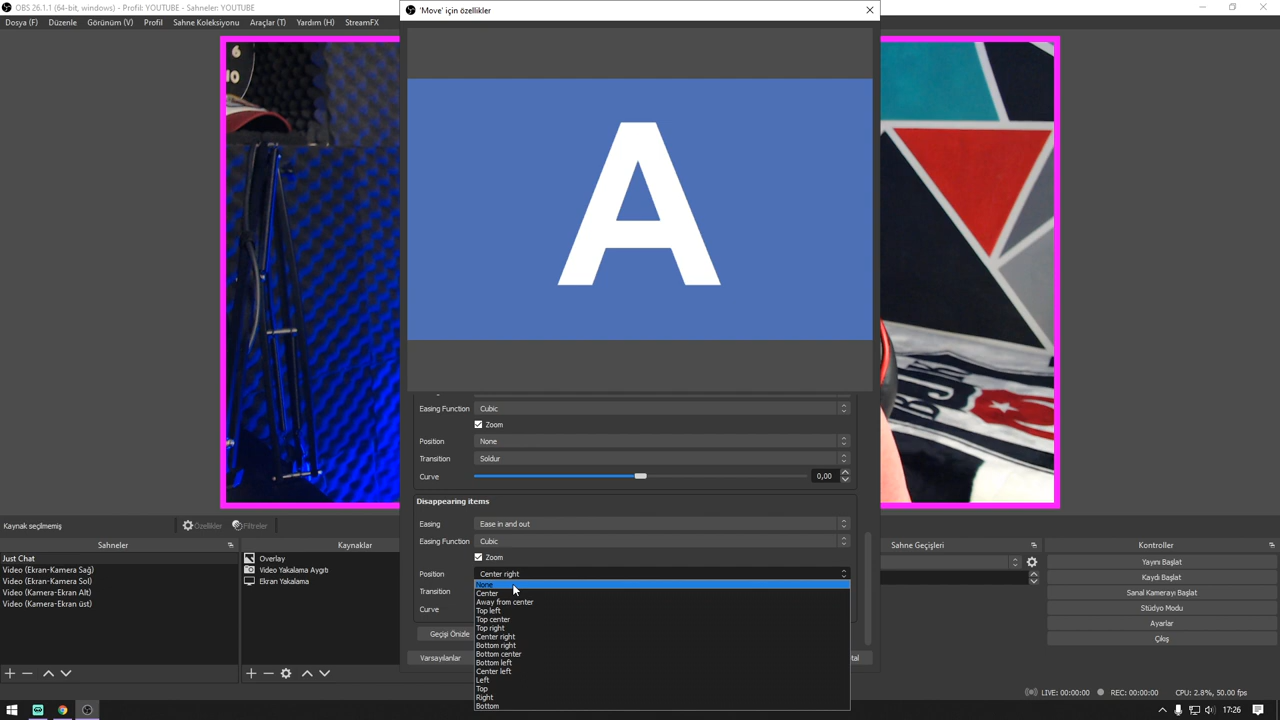 OBS 26.1.1 (64-bit, windows) - Profil: YOUTUBE - Sahneler: YOUTUBE
'Move' için özellikler
Dosya (F) Düzenle Görünüm (V) Profil Sahne Koleksiyonu Araçlar (T) Yardım (H) StreamFX
6
10
A
Easing Function Cubic
Zoom
Position None
Transition Soldur
Curve 0,00
Disappearing items
Easing Ease in and out
Easing Function Cubic
Zoom
Position Center right
None
Center
Away from center
Top left
Top center
Top right
Center right
Bottom right
Bottom center
Bottom left
Center left
Left
Top
Right
Bottom
Transition
Curve
Geçişi Önizle
Varsayılanlar
Kaynak seçilmemiş Özellikler Filtreler
Sahneler
Just Chat
Video (Ekran-Kamera Sağ)
Video (Ekran-Kamera Sol)
Video (Kamera-Ekran Alt)
Video (Kamera-Ekran üst)
Kaynaklar
Overlay
Video Yakalama Aygıtı
Ekran Yakalama
Sahne Geçişleri
Kontroller
Yayını Başlat
Kaydı Başlat
Sanal Kamerayı Başlat
Stüdyo Modu
Ayarlar
Çıkış
LIVE: 00:00:00 REC: 00:00:00 CPU: 2.8%, 50.00 fps
17:26